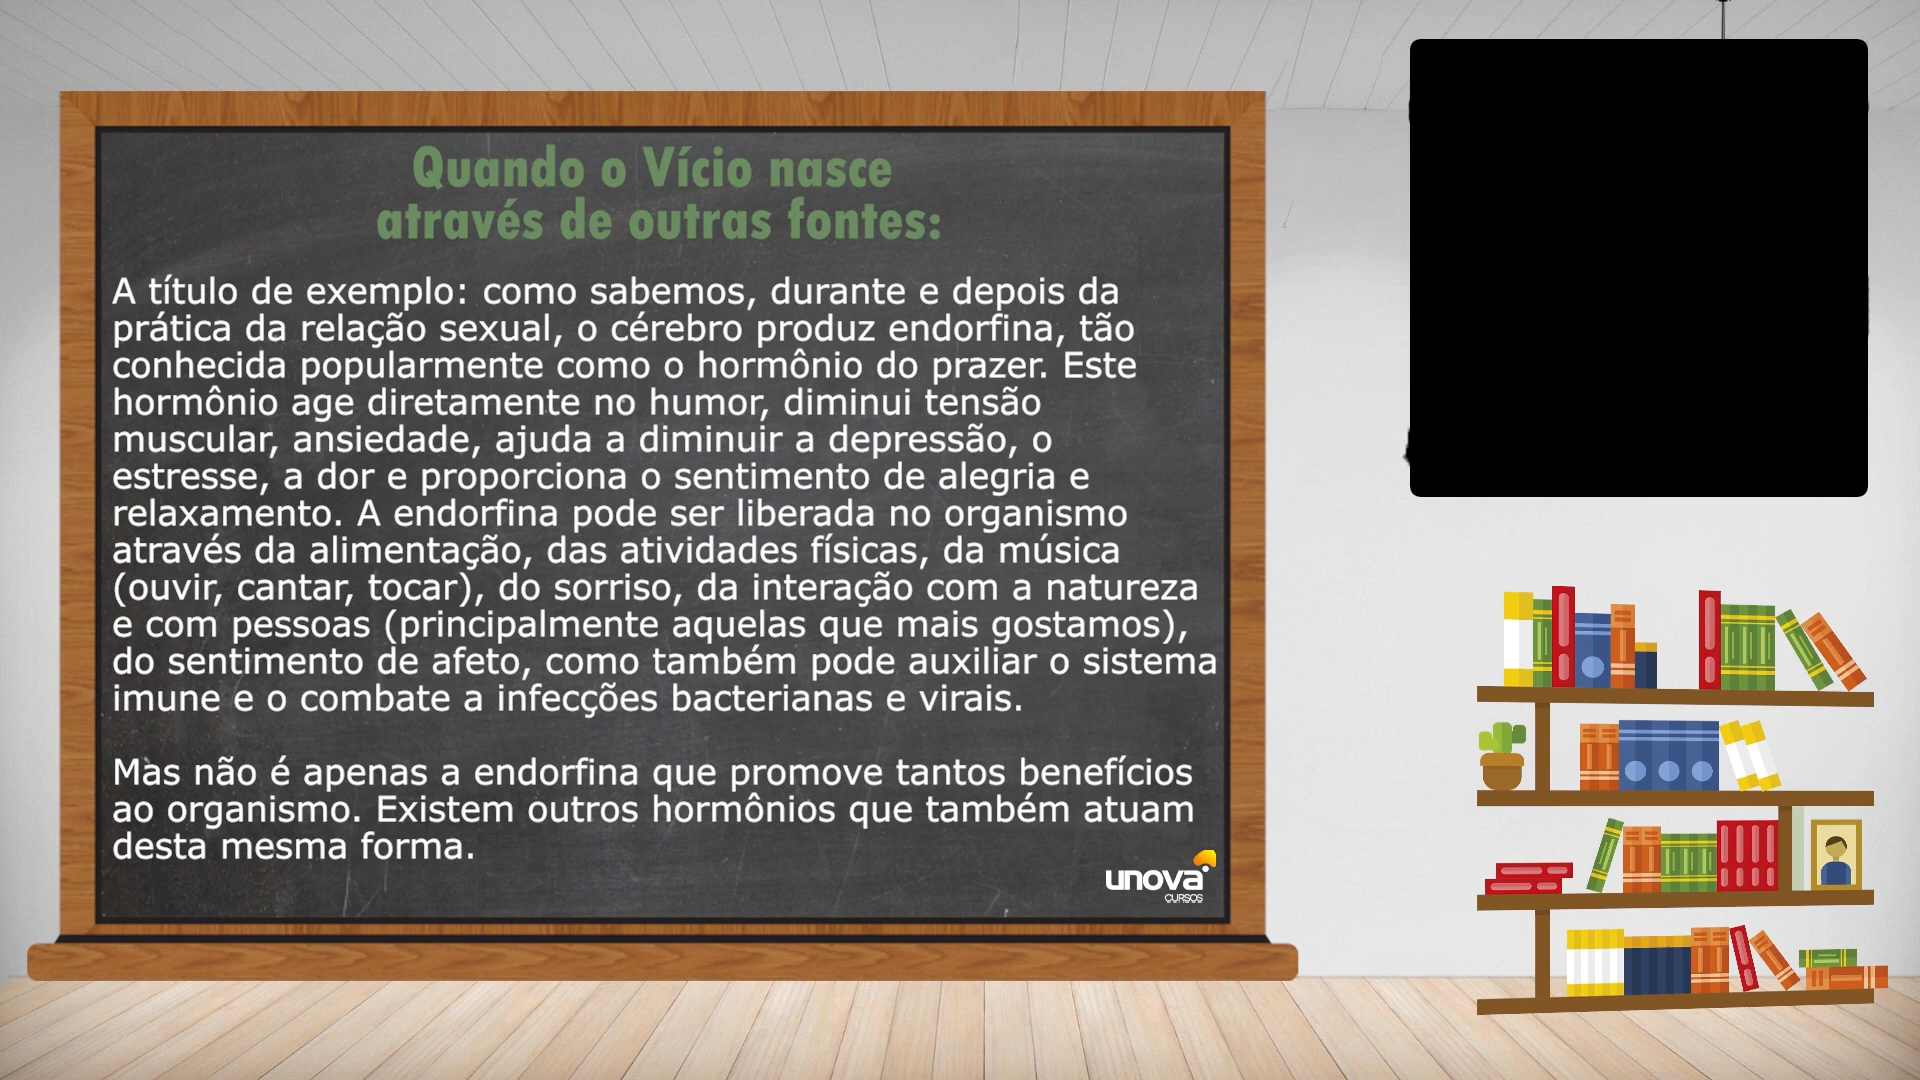 Quando o Vício nasce
através de outras fontes:
A título de exemplo: como sabemos, durante e depois da
prática da relação sexual, o cérebro produz endorfina, tão
conhecida popularmente como o hormônio do prazer. Este
hormônio age diretamente no humor, diminui tensão
muscular, ansiedade, ajuda a diminuir a depressão, o
estresse, a dor e proporciona o sentimento de alegria e
relaxamento. A endorfina pode ser liberada no organismo
através da alimentação, das atividades físicas, da música
(ouvir, cantar, tocar), do sorriso, da interação com a natureza
e com pessoas (principalmente aquelas que mais gostamos),
do sentimento de afeto, como também pode auxiliar o sistema
imune e o combate a infecções bacterianas e virais.
Mas não é apenas a endorfina que promove tantos benefícios
ao organismo. Existem outros hormônios que também atuam
desta mesma forma.
unova
CURSOS